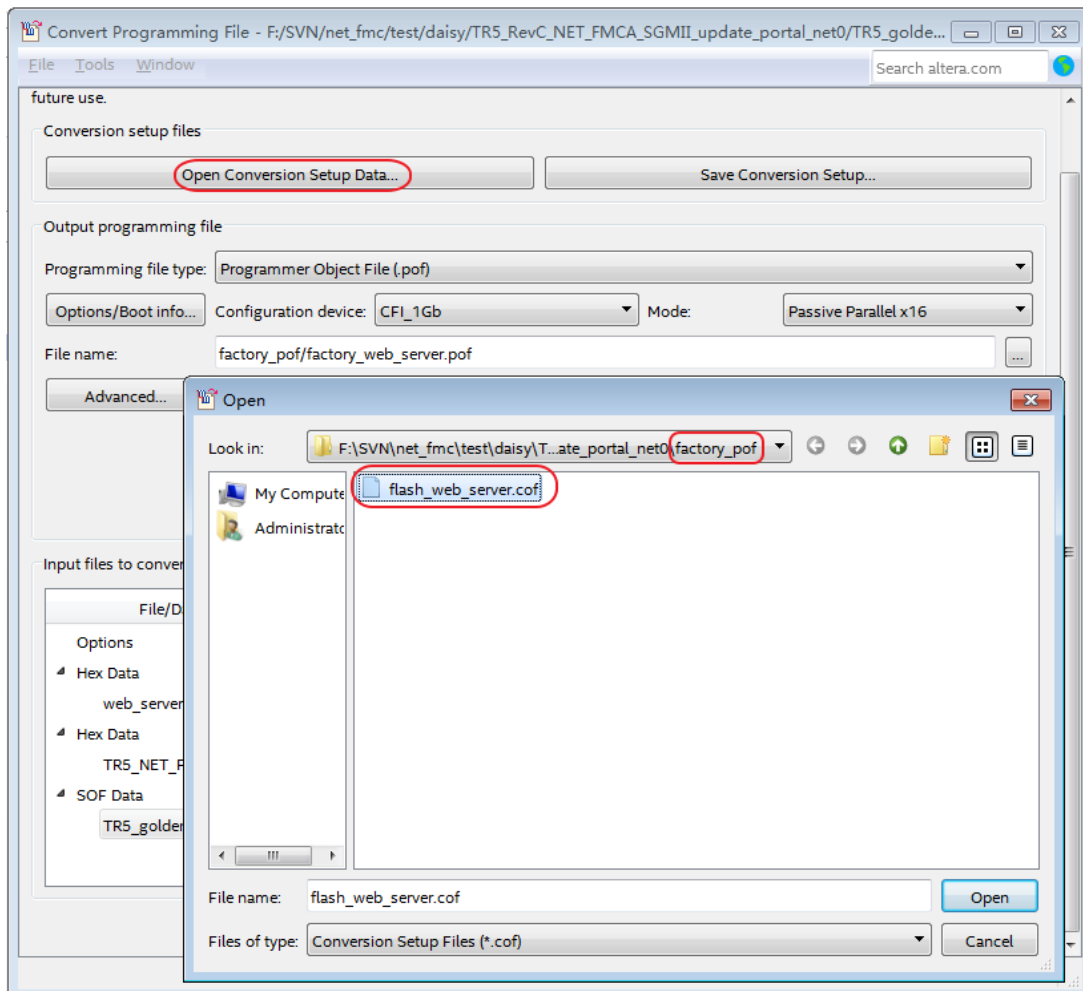 Convert Programming File - F:/SVN/net_fmc/test/daisy/TR5_RevC_NET_FMCA_SGMII_update_portal_net0/TR5_golde...
File Tools Window
Search altera.com
future use.
Conversion setup files
Open Conversion Setup Data...
Save Conversion Setup...
Output programming file
Programming file type: Programmer Object File (.pof)
Options/Boot info... Configuration device: CFI_1Gb Mode: Passive Parallel x16
File name: factory_pof/factory_web_server.pof ...
Advanced...
Open
Look in: F:\SVN\net_fmc\test\daisy\T...ate_portal_net0\factory_pof
My Compute
Administratc
flash_web_server.cof
Input files to conver
File/D
Options
Hex Data
web_server
Hex Data
TR5_NET_F
SOF Data
TR5_golder
File name: flash_web_server.cof Open
Files of type: Conversion Setup Files (*.cof) Cancel